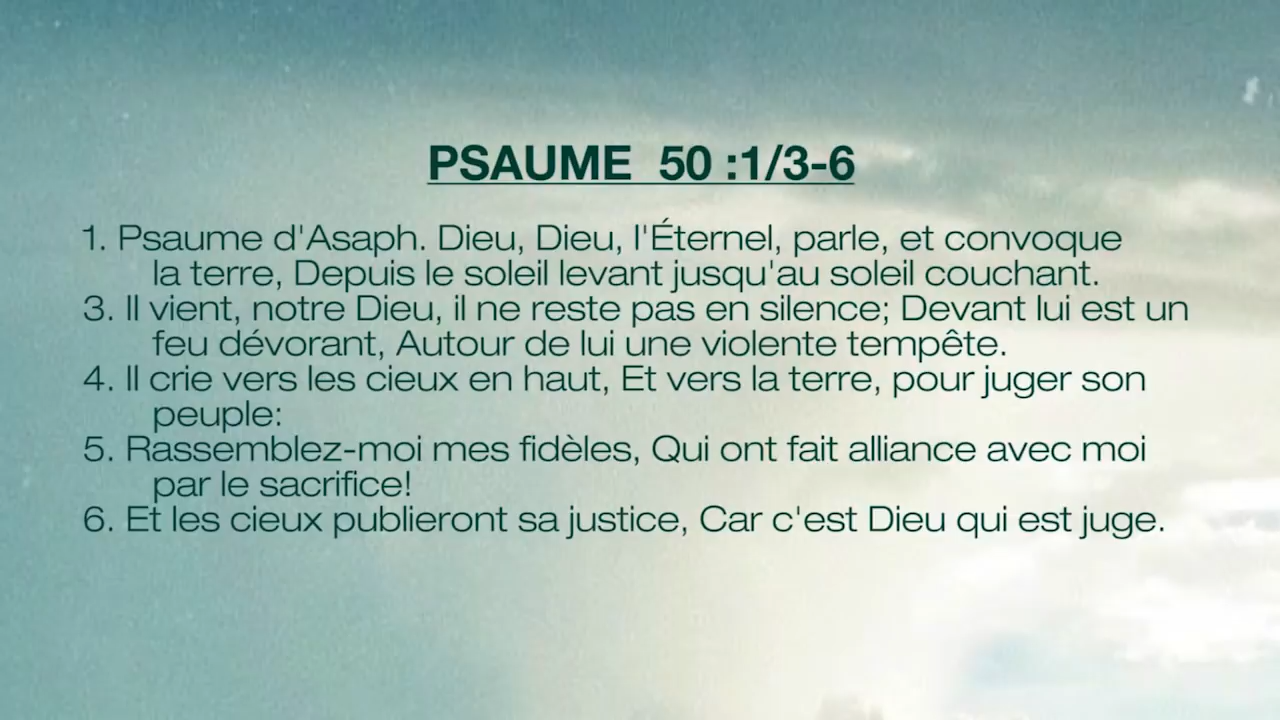 PSAUME 50 :1/3-6
1. Psaume d'Asaph. Dieu, Dieu, l'Éternel, parle, et convoque
la terre, Depuis le soleil levant jusqu'au soleil couchant.
3. Il vient, notre Dieu, il ne reste pas en silence; Devant lui est un
feu dévorant, Autour de lui une violente tempête.
4. Il crie vers les cieux en haut, Et vers la terre, pour juger son
peuple:
5. Rassemblez-moi mes fidèles, Qui ont fait alliance avec moi
par le sacrifice!
6. Et les cieux publieront sa justice, Car c'est Dieu qui est juge.